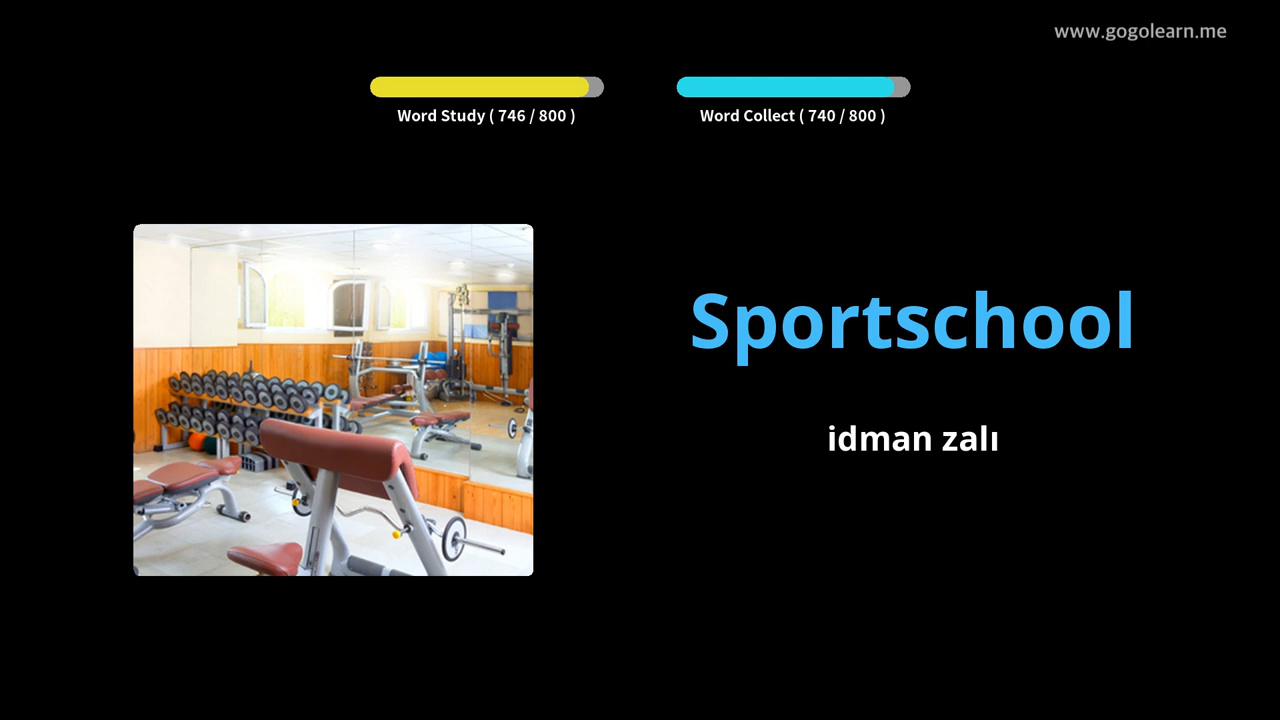 www.gogolearn.me
Word Study ( 746 / 800 )
Word Collect ( 740 / 800 )
Sportschool
idman zalı